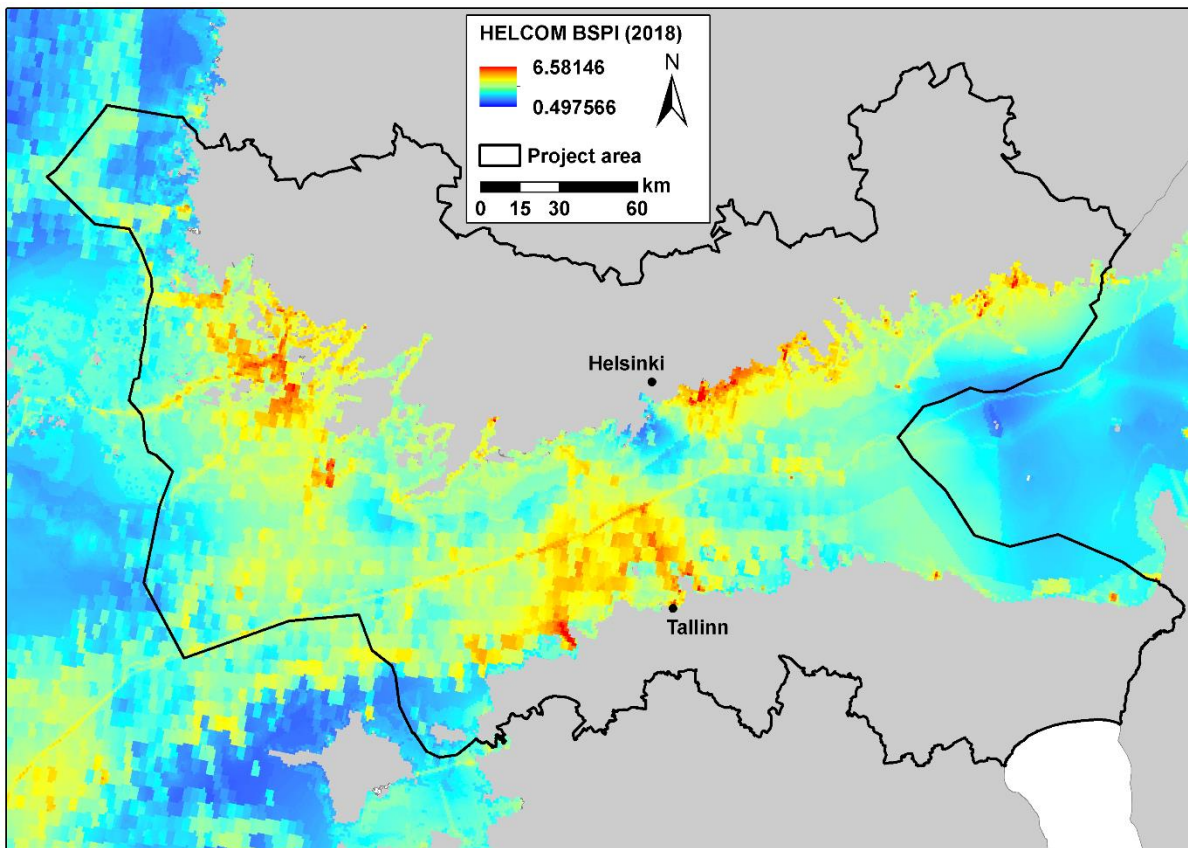 HELCOM BSPI (2018)
6.58146
0.497566
N
Project area
km
0 15 30 60
Helsinki
Tallinn